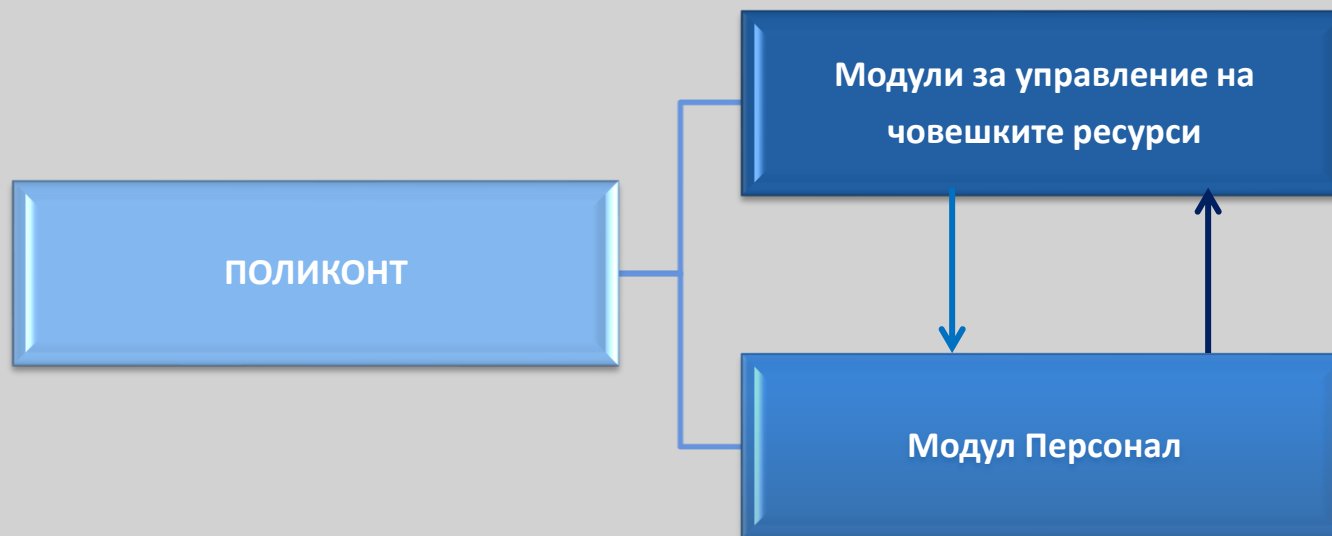 Модули за управление на
човешките ресурси
ПОЛИКОНТ
Модул Персонал